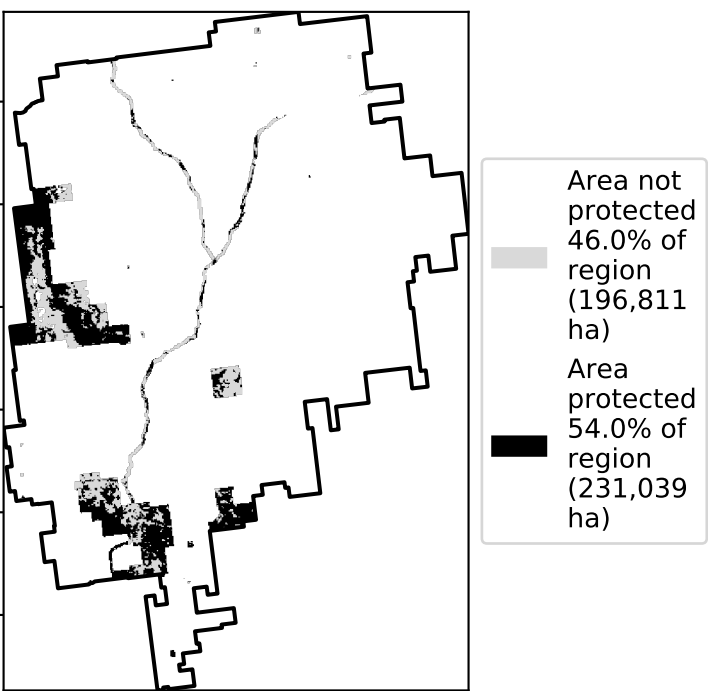 Area not
protected
46.0% of
region
(196,811
ha)
Area
protected
54.0% of
region
(231,039
ha)